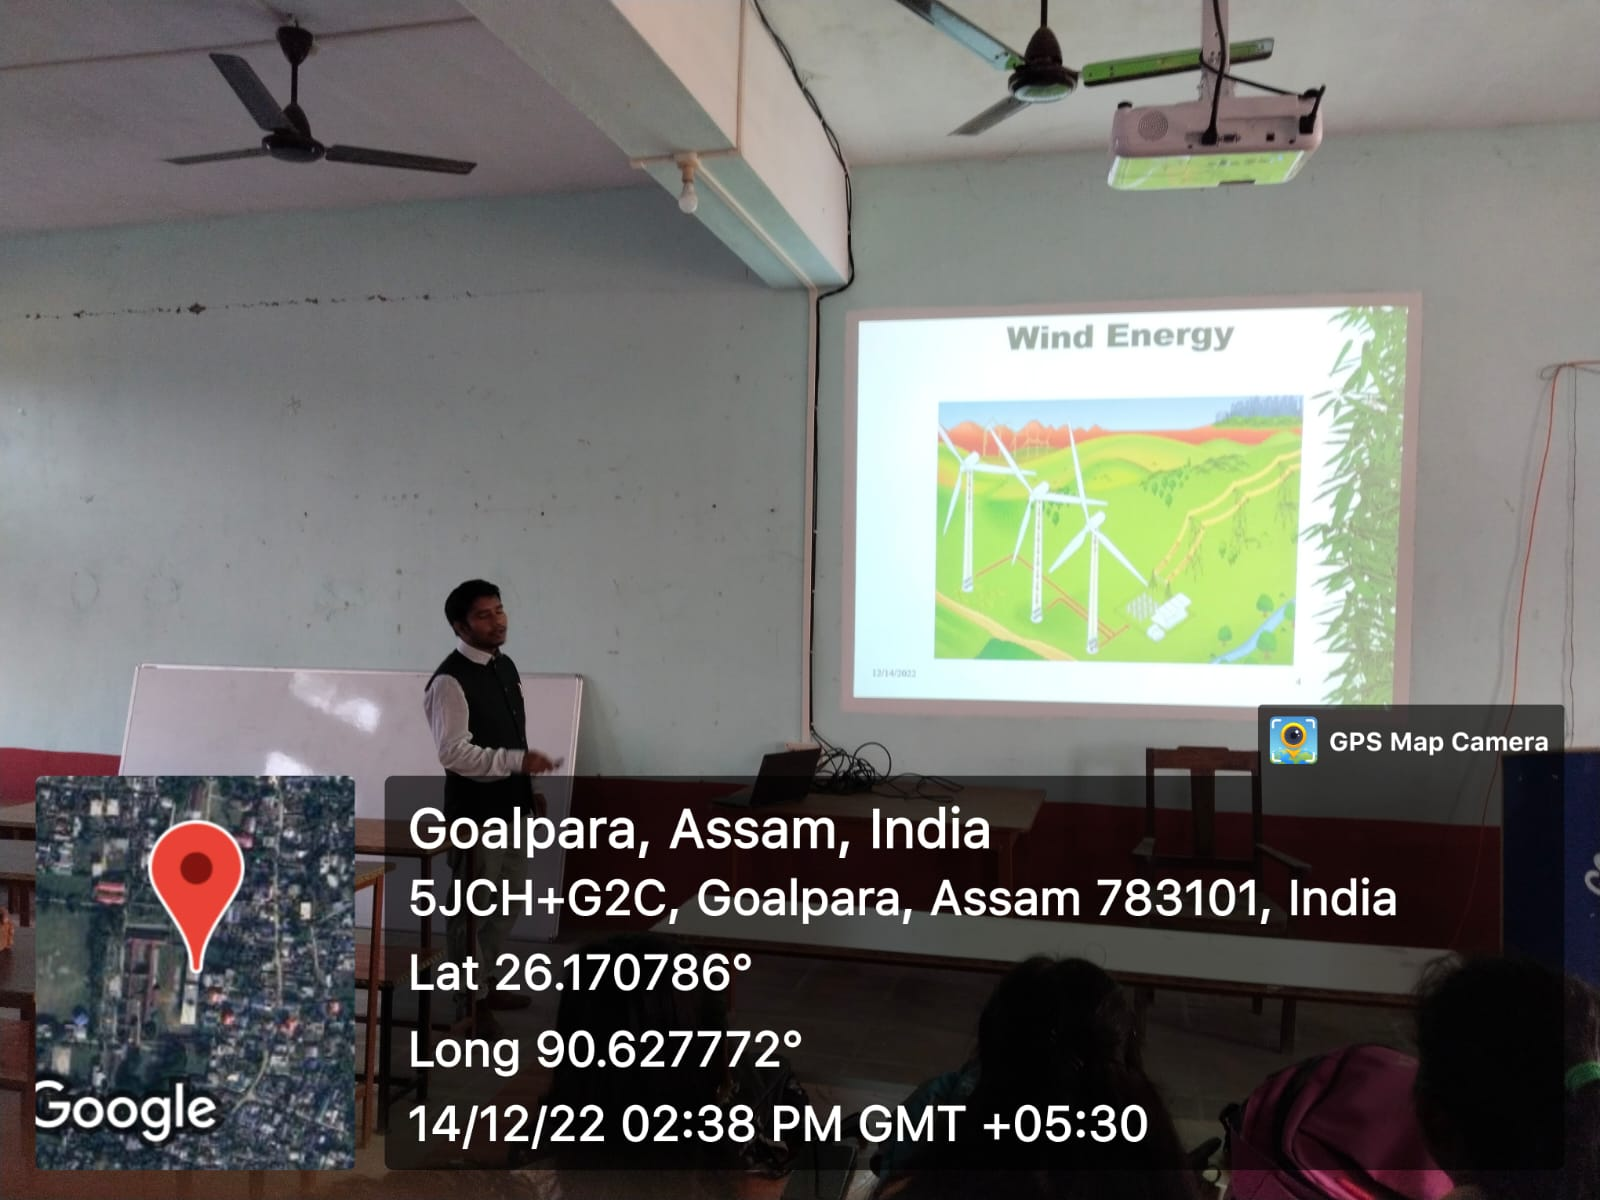 Wind Energy
12/14/2022
4
GPS Map Camera
Goalpara, Assam, India
5JCH+G2C, Goalpara, Assam 783101, India
Lat 26.170786°
Long 90.627772°
14/12/22 02:38 PM GMT +05:30
Google